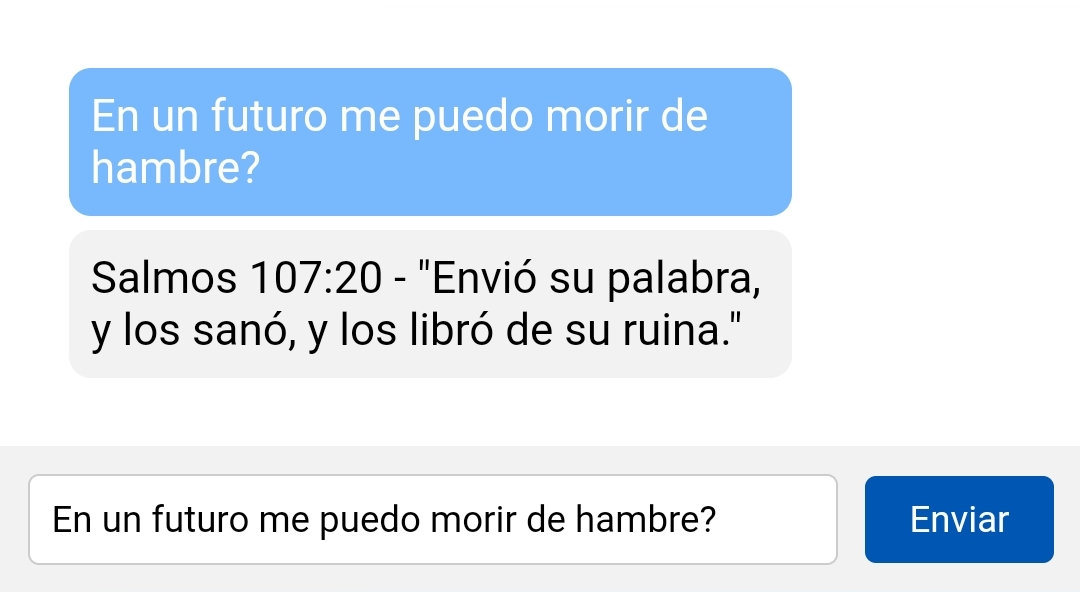 En un futuro me puedo morir de
hambre?
Salmos 107:20 - "Envió su palabra,
y los sanó, y los libró de su ruina."
En un futuro me puedo morir de hambre?
Enviar